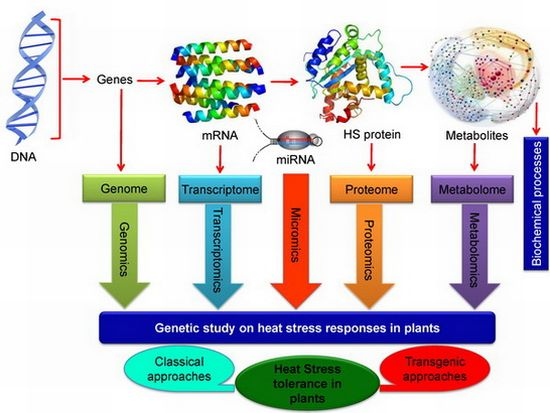 Genes
DNA
mRNA
miRNA
HS protein
Metabolites
Biochemical processes
Genome
Transcriptome
Proteome
Metabolome
Genomics
Transcriptomics
Micromics
Proteomics
Metabolomics
Genetic study on heat stress responses in plants
Classical
approaches
Heat Stress
tolerance in
plants
Transgenic
approaches